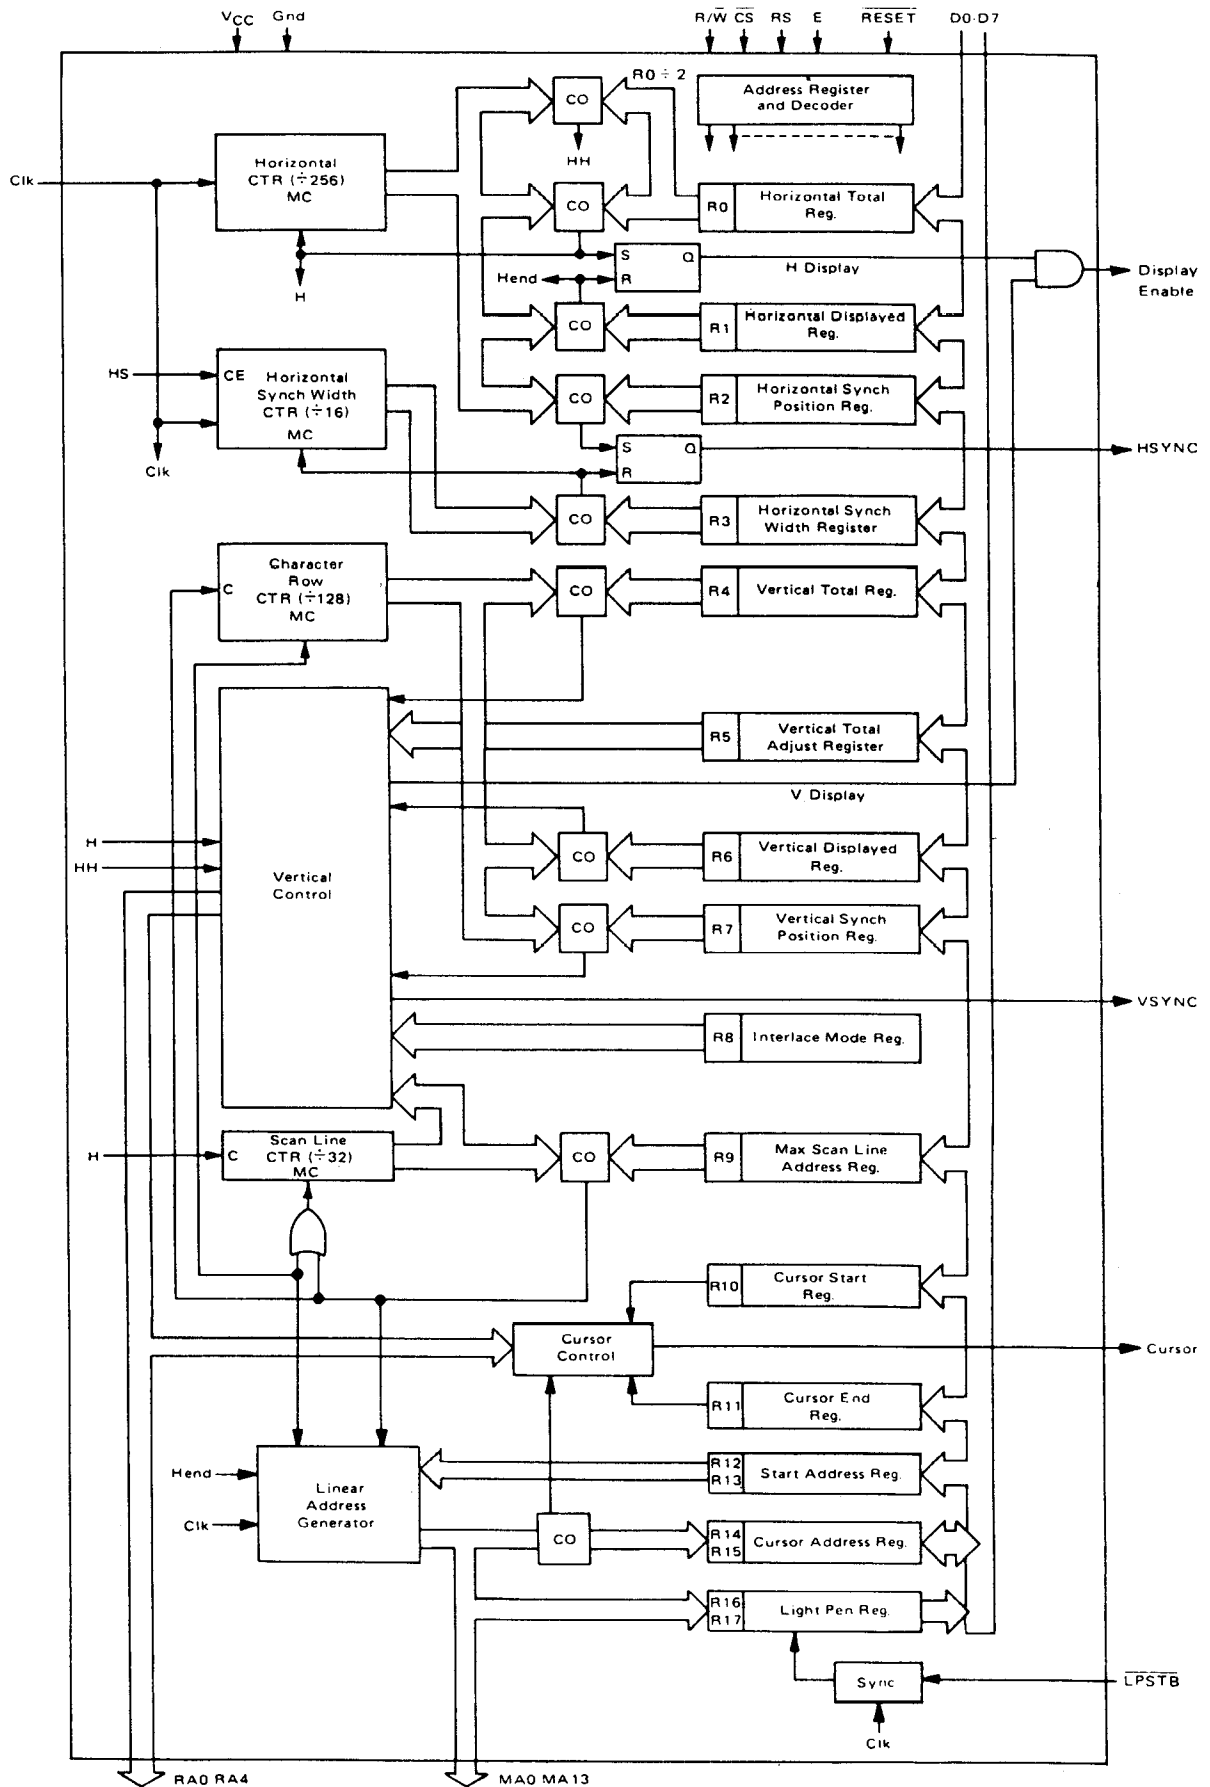 VCC Gnd R/W CS RS E RESET D0-D7
R0 ÷ 2
CO
Address Register
and Decoder
HH
Clk
Horizontal
CTR (÷256)
MC
CO
R0 Horizontal Total
Reg.
H
S Q
R
H Display
Hend
Display
Enable
CO
R1 Horizontal Displayed
Reg.
HS
CE Horizontal
Synch Width
CTR (÷16)
MC
CO
R2 Horizontal Synch
Position Reg.
Clk
S Q
R
HSYNC
CO
R3 Horizontal Synch
Width Register
C Character
Row
CTR (÷128)
MC
CO
R4 Vertical Total Reg.
R5 Vertical Total
Adjust Register
V Display
H
HH
Vertical
Control
CO
R6 Vertical Displayed
Reg.
CO
R7 Vertical Synch
Position Reg.
VSYNC
R8 Interlace Mode Reg.
H
C Scan Line
CTR (÷32)
MC
CO
R9 Max Scan Line
Address Reg.
R10 Cursor Start
Reg.
Cursor
Control
Cursor
R11 Cursor End
Reg.
Hend
Clk
Linear
Address
Generator
R12
R13 Start Address Reg.
CO
R14
R15 Cursor Address Reg.
R16
R17 Light Pen Reg.
Sync
LPSTB
Clk
RA0 RA4 MA0 MA13